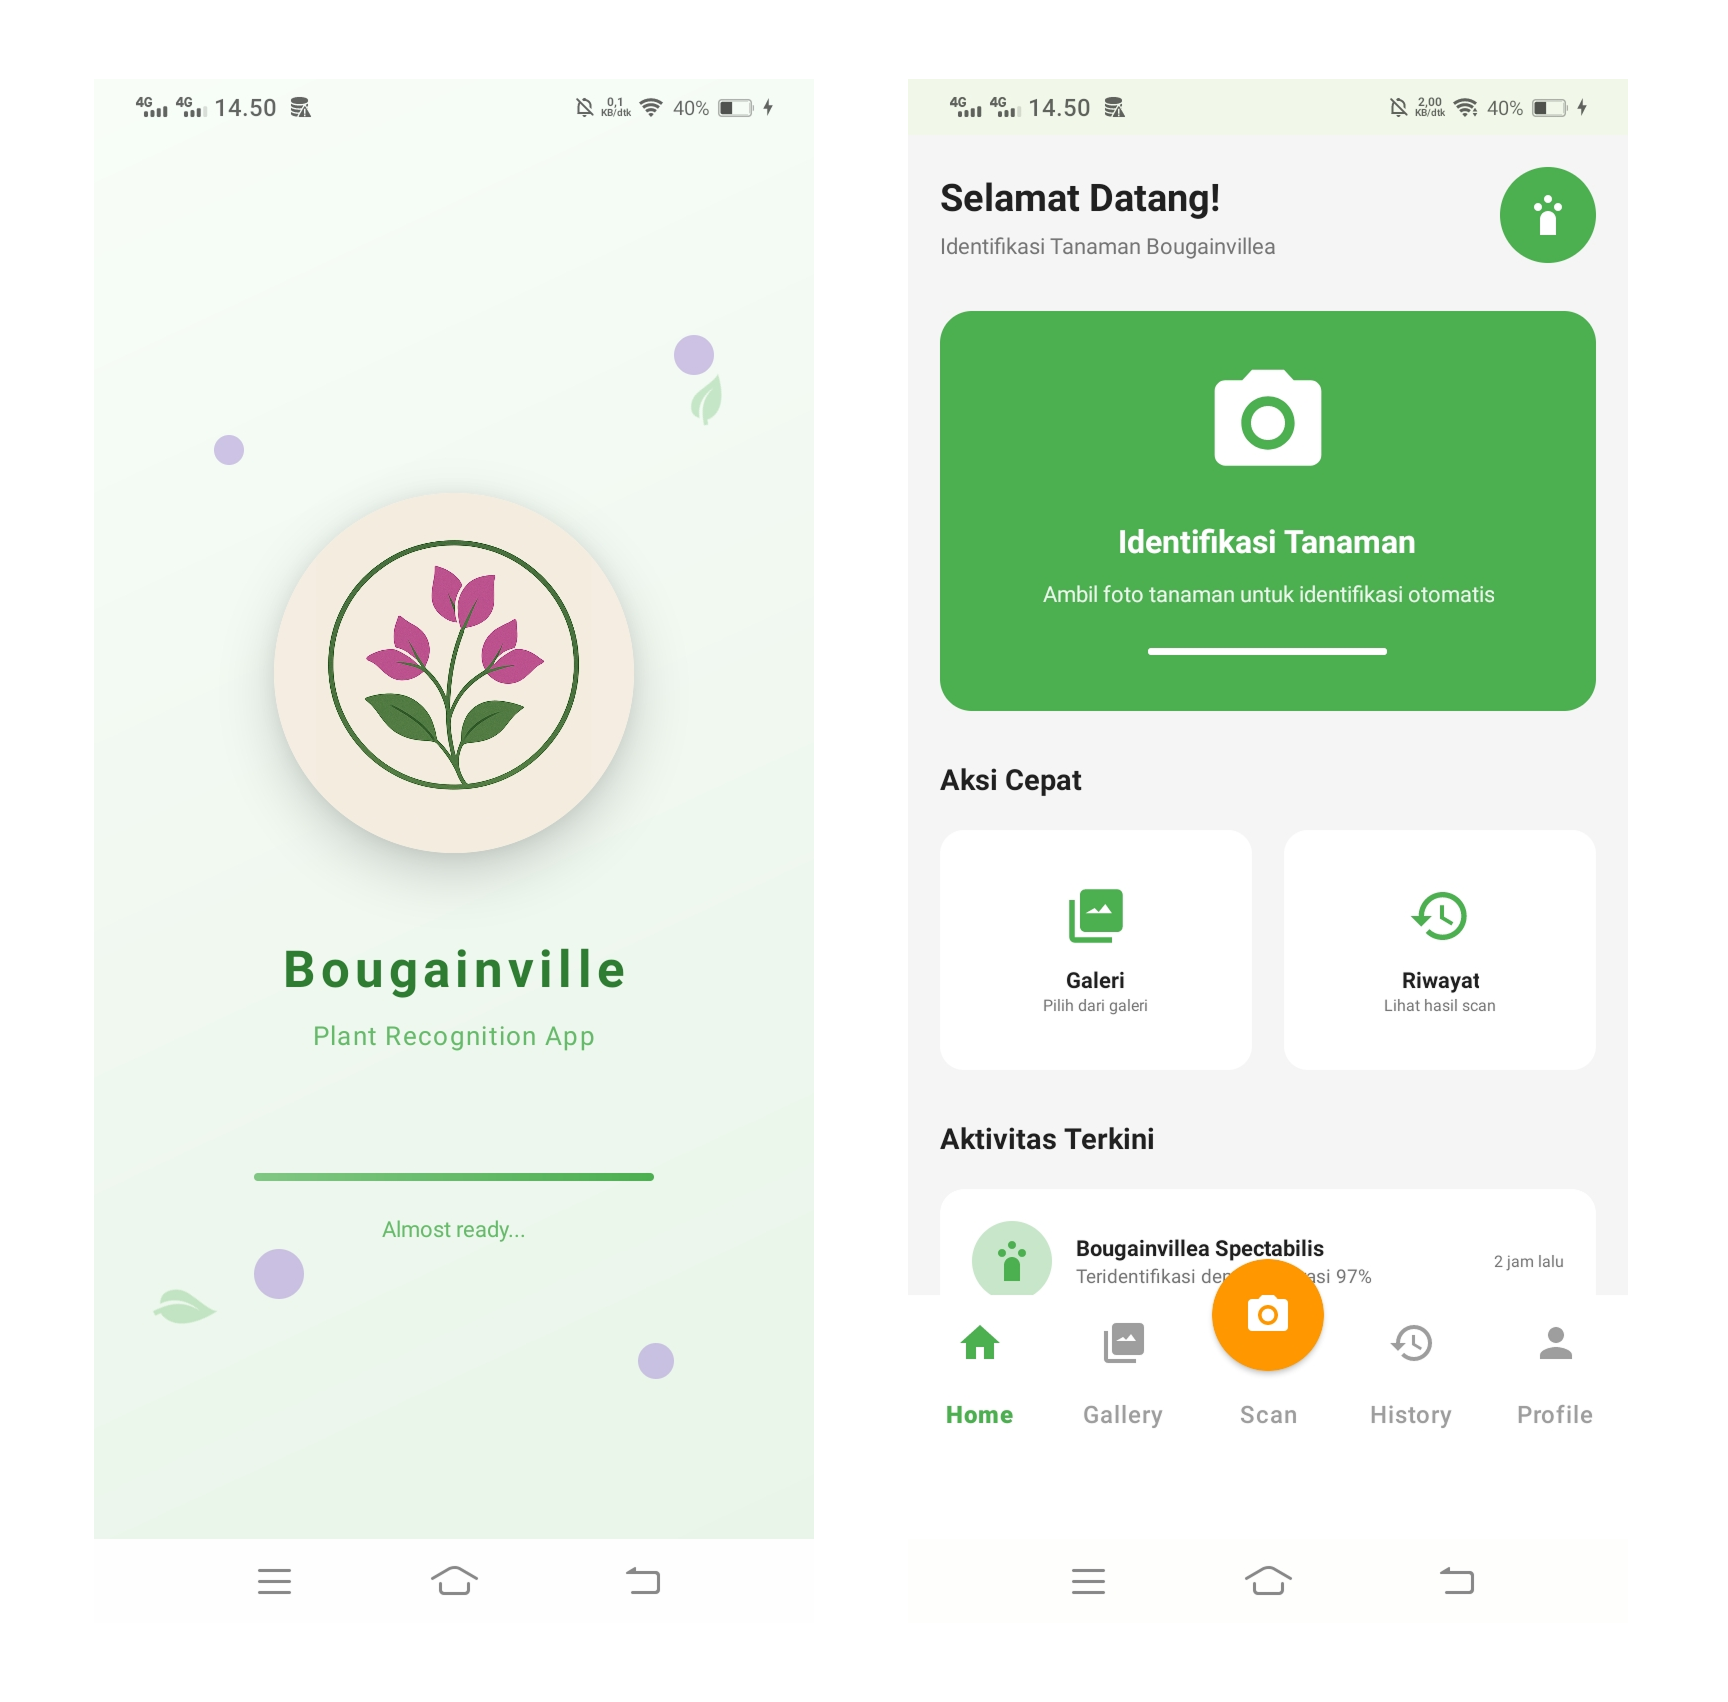 4G 4G 14.50 0,1 KB/dtk 40%
Bougainville
Plant Recognition App
Almost ready...
4G 4G 14.50 2,00 KB/dtk 40%
Selamat Datang!
Identifikasi Tanaman Bougainvillea
Identifikasi Tanaman
Ambil foto tanaman untuk identifikasi otomatis
Aksi Cepat
Galeri
Pilih dari galeri
Riwayat
Lihat hasil scan
Aktivitas Terkini
Bougainvillea Spectabilis
2 jam lalu
Teridentifikasi 97%
Home
Gallery
Scan
History
Profile